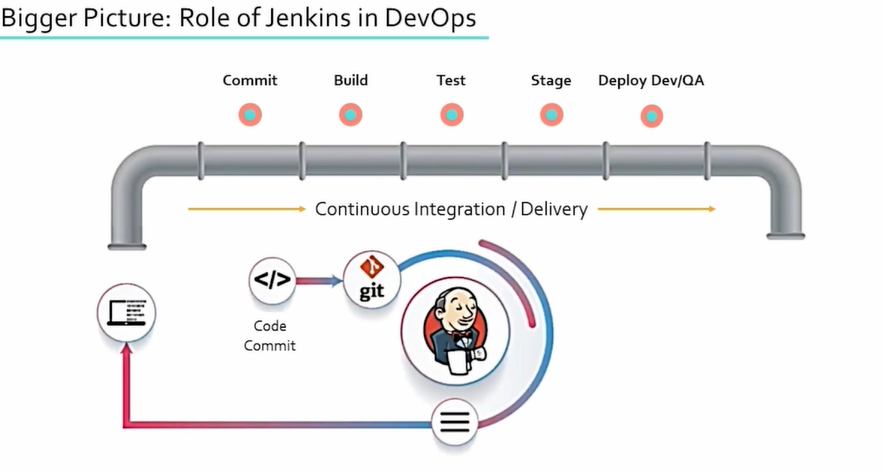 Bigger Picture: Role of Jenkins in DevOps
Commit
Build
Test
Stage
Deploy Dev/QA
Continuous Integration / Delivery
</>
git
Code
Commit